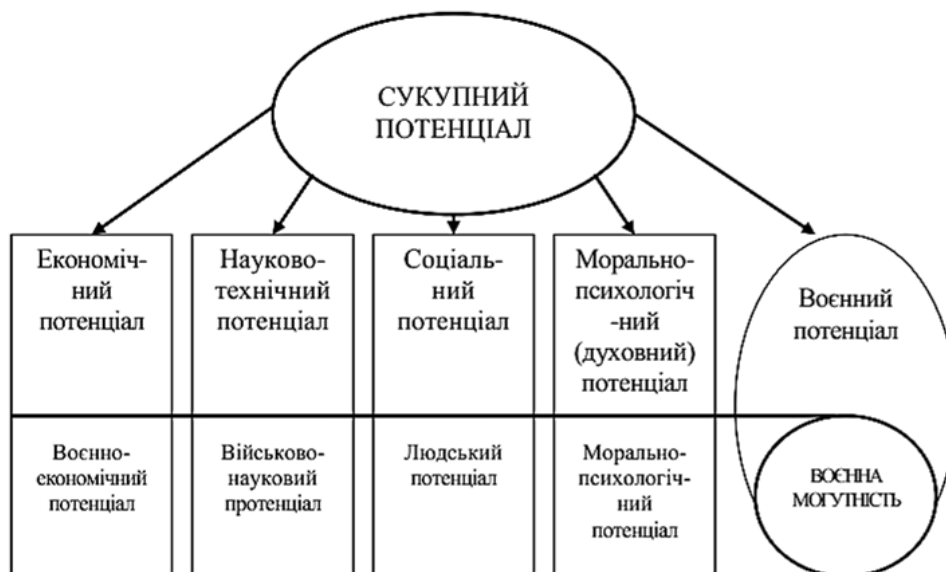 СУКУПНИЙ
ПОТЕНЦІАЛ
Економіч-
ний
потенціал
Науково-
технічний
потенціал
Соціаль-
ний
потенціал
Морально-
психологіч
-ний
(духовний)
потенціал
Воєнний
потенціал
Воєнно-
економічний
потенціал
Військово-
науковий
протенціал
Людський
потенціал
Морально-
психологіч-
ний
потенціал
ВОЄННА
МОГУТНІСТЬ